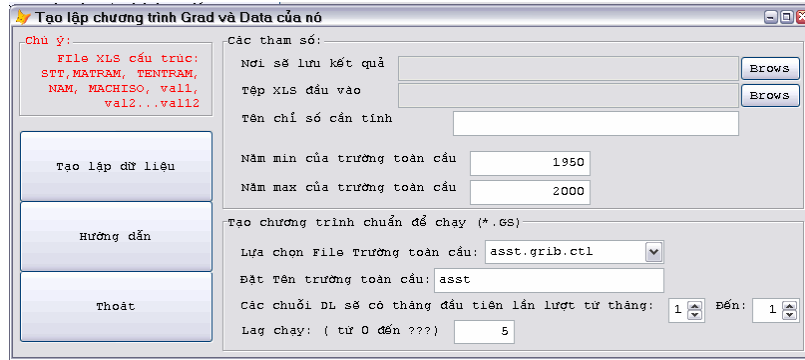 Tạo lập chương trình Grad và Data của nó
Chú ý:
FIle XLS cấu trúc:
STT,MATRAM, TENTRAM,
NAM, MACHISO, val1,
val2...val12
Tạo lập dữ liệu
Hướng dẫn
Thoát
Các tham số:
Nơi sẽ lưu kết quả
Brows
Tệp XLS đầu vào
Brows
Tên chỉ số cần tính
Năm min của trường toàn cầu 1950
Năm max của trường toàn cầu 2000
Tạo chương trình chuẩn để chạy (*.GS)
Lựa chọn File Trường toàn cầu: asst.grib.ctl
Đặt Tên trường toàn cầu: asst
Các chuỗi DL sẽ có tháng đầu tiên lần lượt từ tháng: 1 Đến: 1
Lag chạy: ( từ 0 đến ???) 5